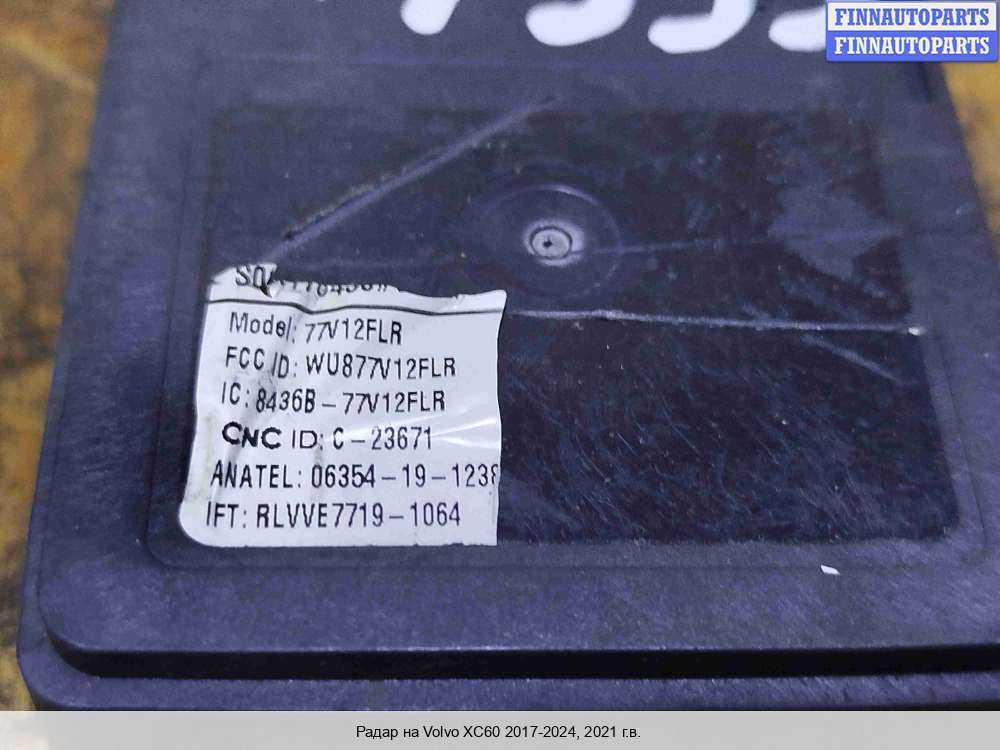 FINNAUTOPARTS
FINNAUTOPARTS
Model: 77V12FLR
FCC ID: WU877V12FLR
IC: 8436B-77V12FLR
CNC ID: C-23671
ANATEL: 06354-19-1238
IFT: RLVVE7719-1064
Радар на Volvo XC60 2017-2024, 2021 г.в.